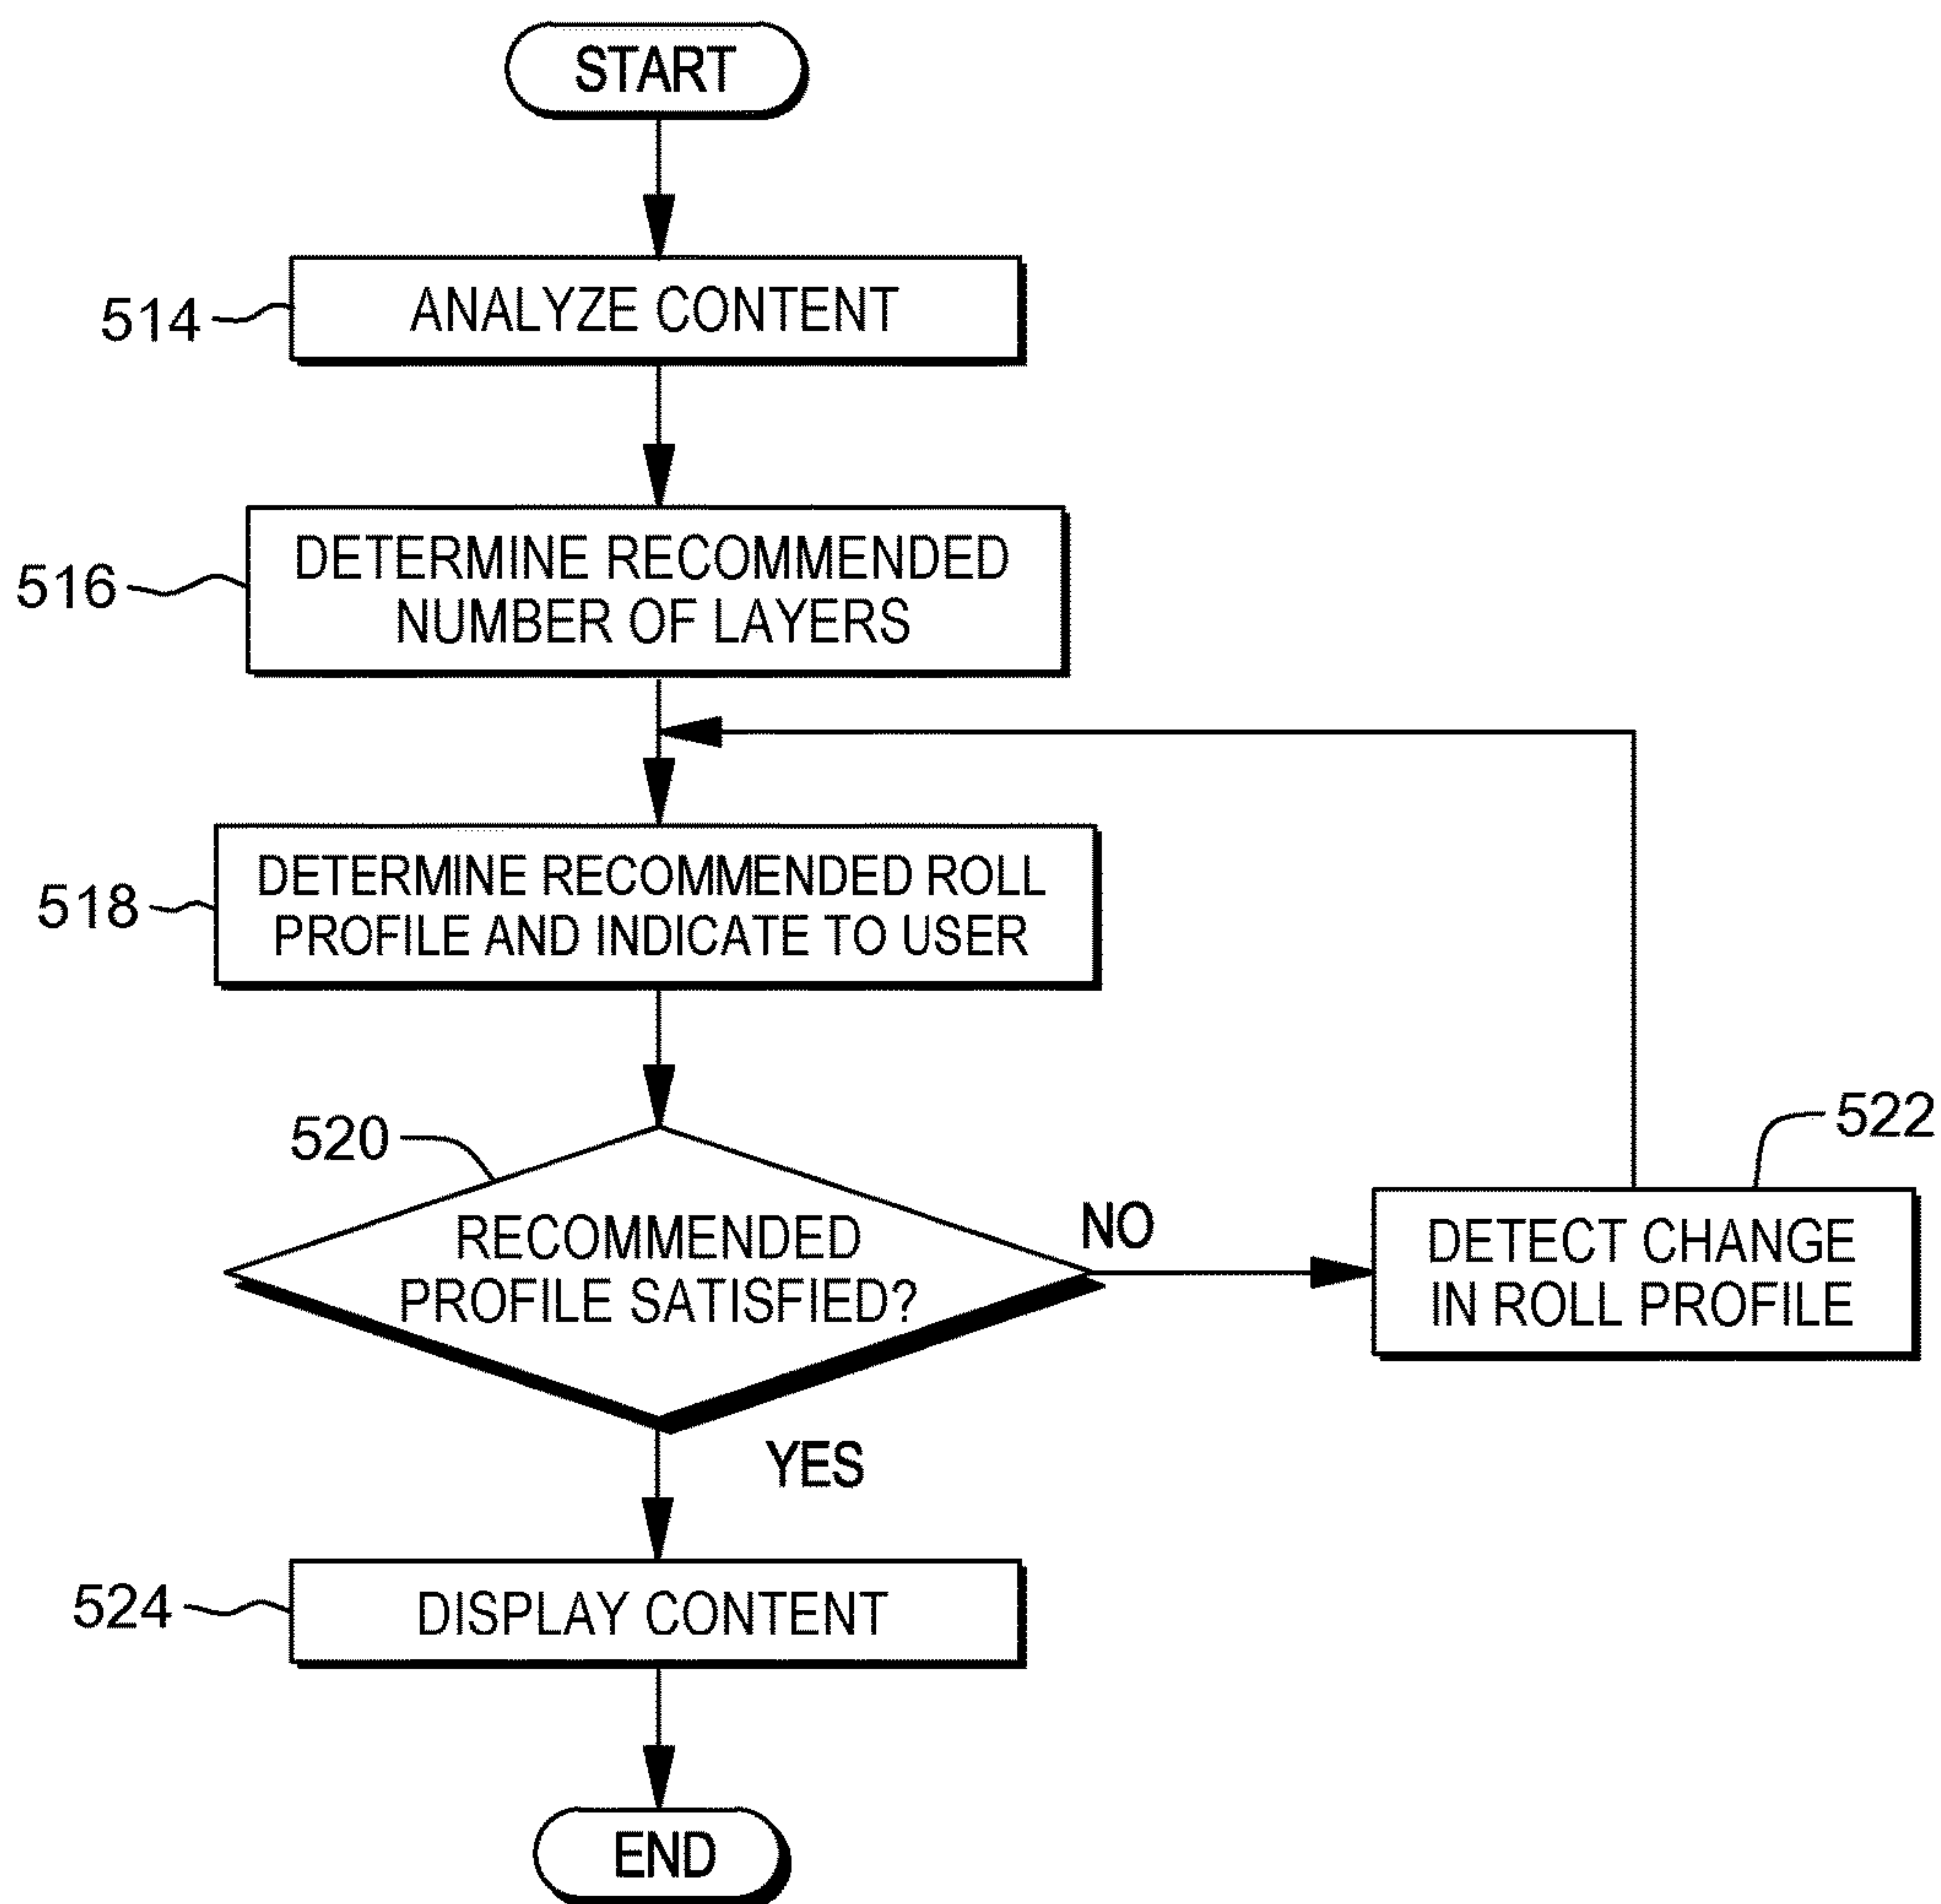 START
514
ANALYZE CONTENT
516
DETERMINE RECOMMENDED
NUMBER OF LAYERS
518
DETERMINE RECOMMENDED ROLL
PROFILE AND INDICATE TO USER
520
RECOMMENDED
PROFILE SATISFIED?
NO
522
DETECT CHANGE
IN ROLL PROFILE
YES
524
DISPLAY CONTENT
END